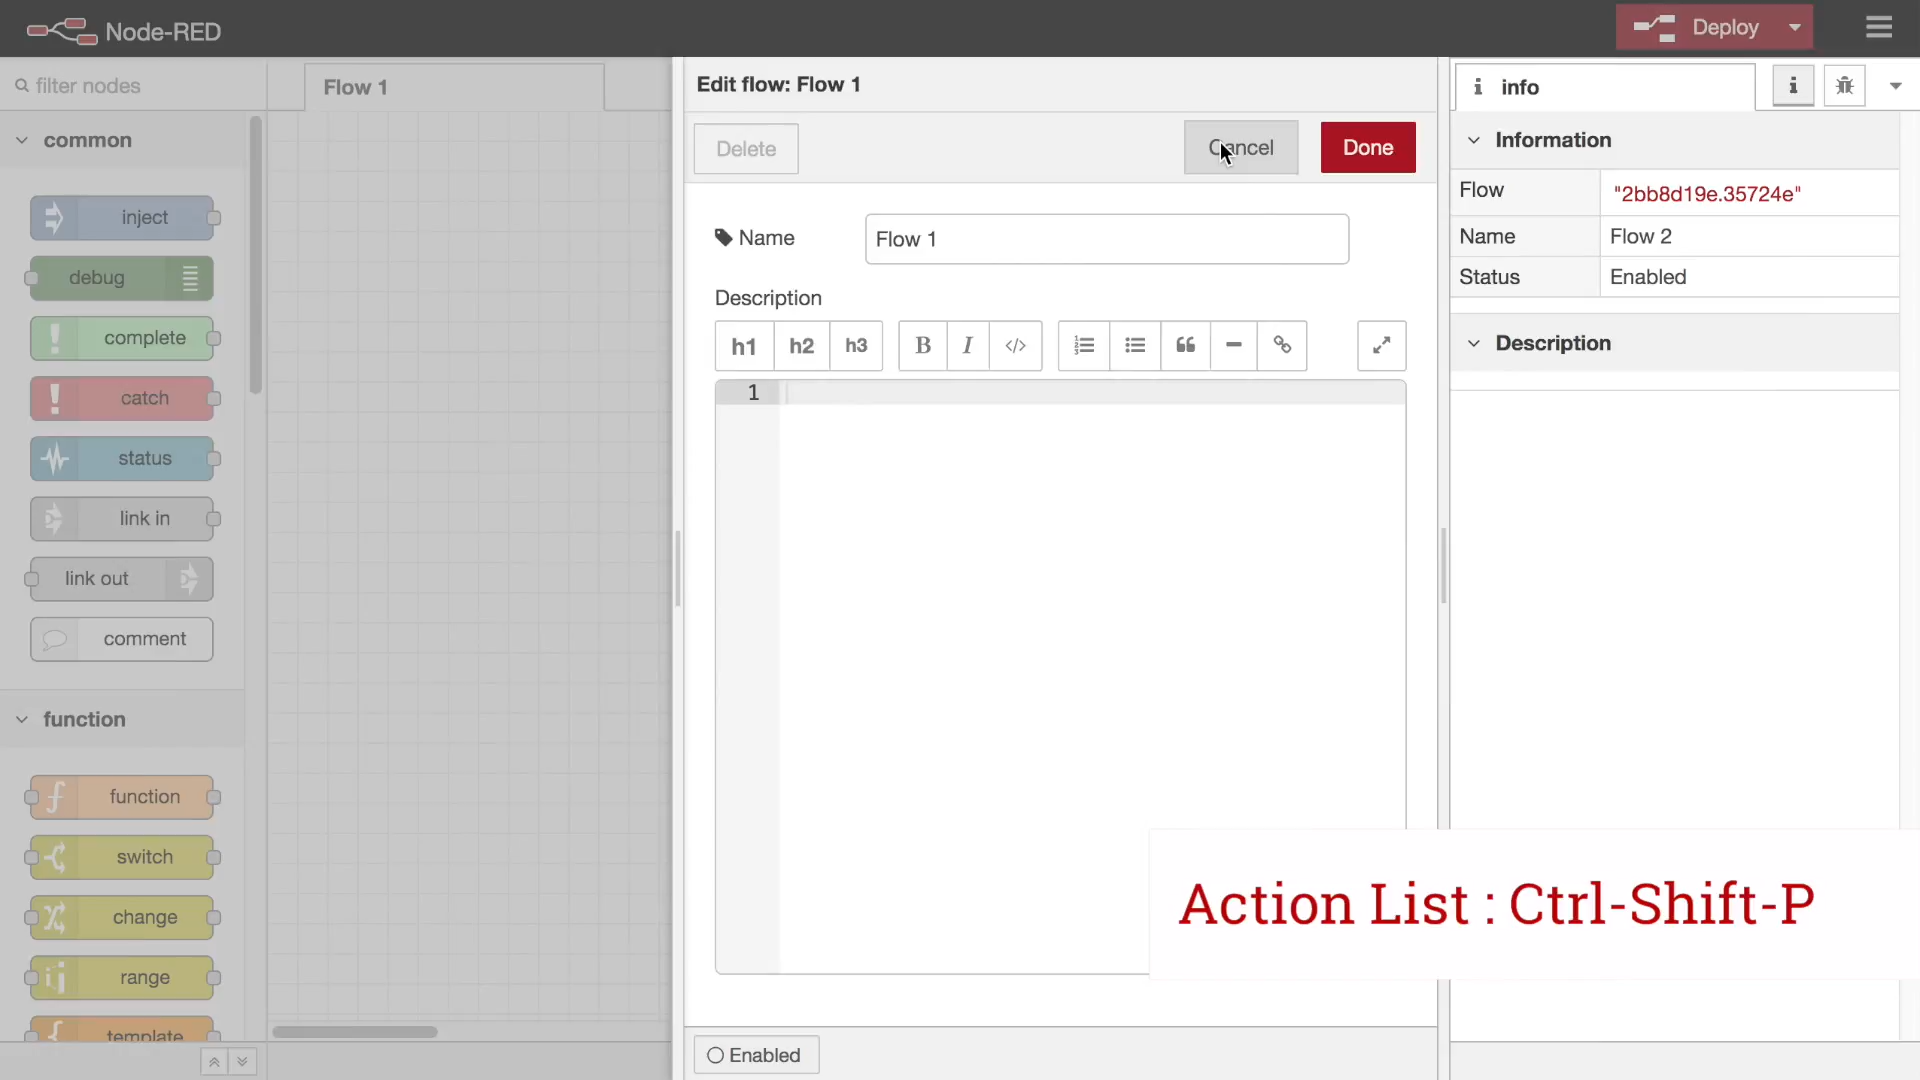 Node-RED
Deploy
filter nodes
Flow 1
Edit flow: Flow 1
info
common
Delete
Cancel
Done
Information
inject
Name
Flow 1
Flow
"2bb8d19e.35724e"
Name
Flow 2
debug
Description
Status
Enabled
complete
h1
h2
h3
B
I
</>
Description
catch
1
status
link in
link out
comment
function
function
switch
change
Action List : Ctrl-Shift-P
range
template
Enabled